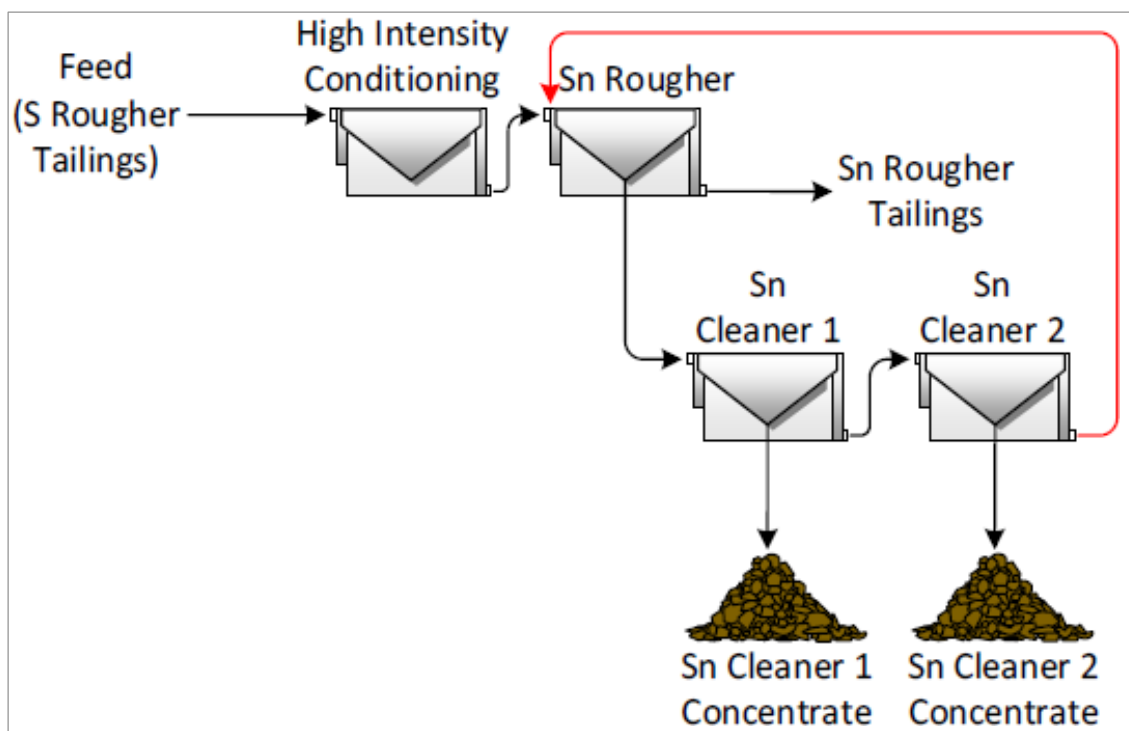 High Intensity
Conditioning
Feed
(S Rougher
Tailings)
Sn Rougher
Sn Rougher
Tailings
Sn
Cleaner 1
Sn
Cleaner 2
Sn Cleaner 1
Concentrate
Sn Cleaner 2
Concentrate